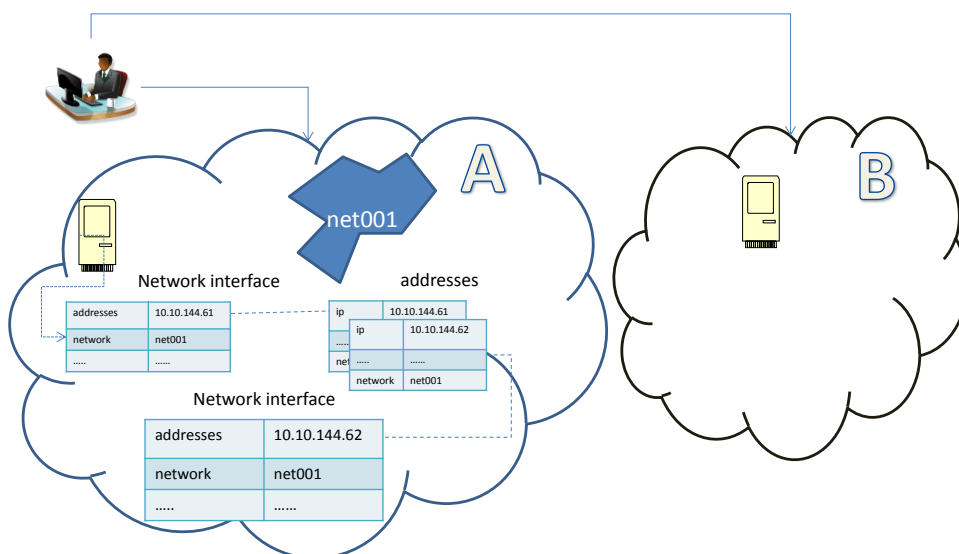 A
B
net001
Network interface
addresses
addresses 10.10.144.61
network net001
..... ......
ip 10.10.144.61
.....
net
ip 10.10.144.62
..... ......
network net001
Network interface
addresses 10.10.144.62
network net001
..... ......